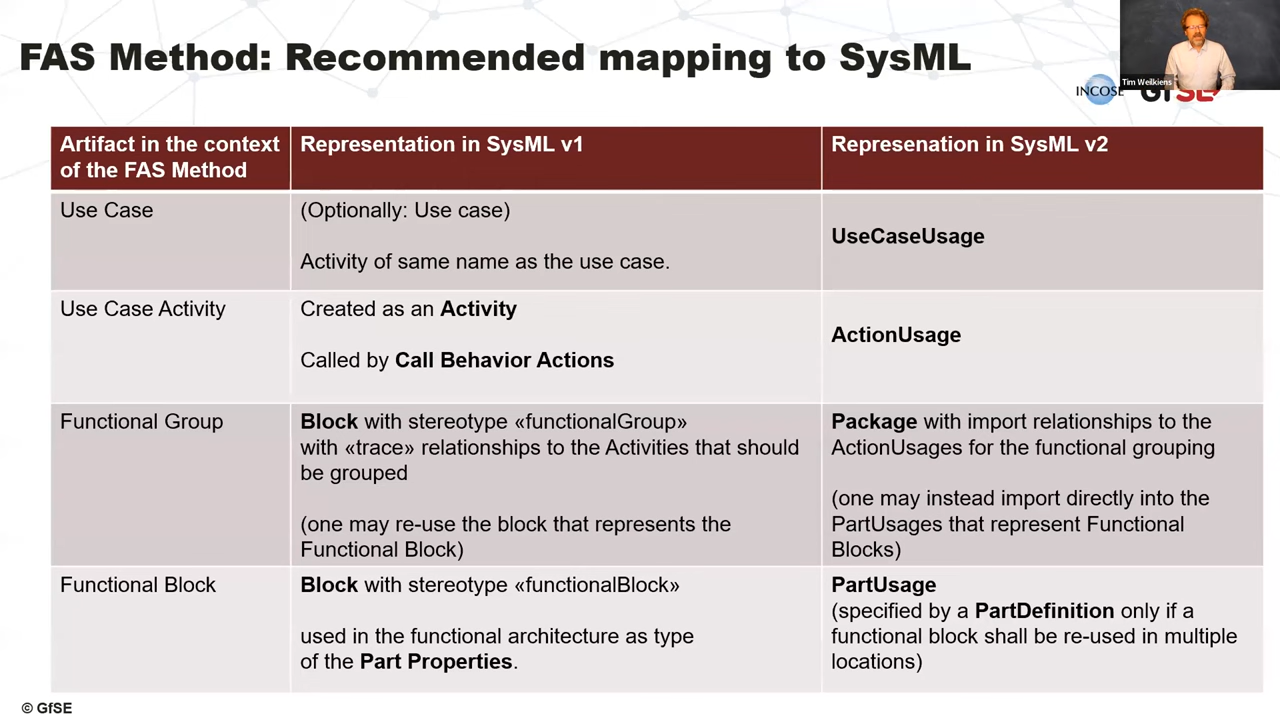 FAS Method: Recommended mapping to SysML
Tim Weilkiens
INCOSE
GfSE
Artifact in the context
of the FAS Method
Representation in SysML v1
Represenation in SysML v2
Use Case
(Optionally: Use case)
Activity of same name as the use case.
UseCaseUsage
Use Case Activity
Created as an Activity
Called by Call Behavior Actions
ActionUsage
Functional Group
Block with stereotype «functionalGroup»
with «trace» relationships to the Activities that should
be grouped
(one may re-use the block that represents the
Functional Block)
Package with import relationships to the
ActionUsages for the functional grouping
(one may instead import directly into the
PartUsages that represent Functional
Blocks)
Functional Block
Block with stereotype «functionalBlock»
used in the functional architecture as type
of the Part Properties.
PartUsage
(specified by a PartDefinition only if a
functional block shall be re-used in multiple
locations)
© GfSE